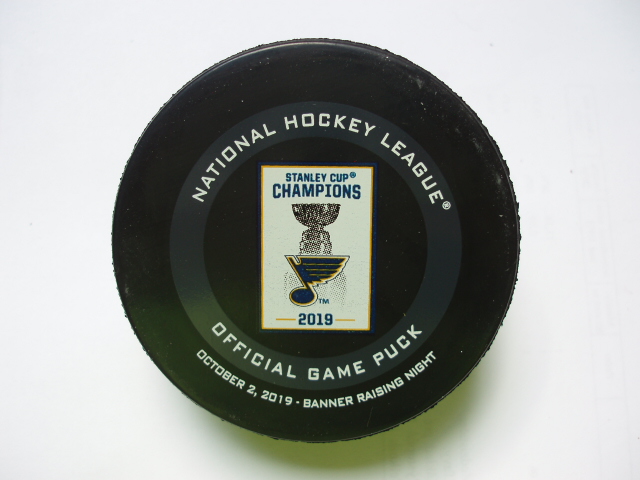 NATIONAL HOCKEY LEAGUE®
STANLEY CUP®
CHAMPIONS
TM
2019
OFFICIAL GAME PUCK
OCTOBER 2, 2019 - BANNER RAISING NIGHT